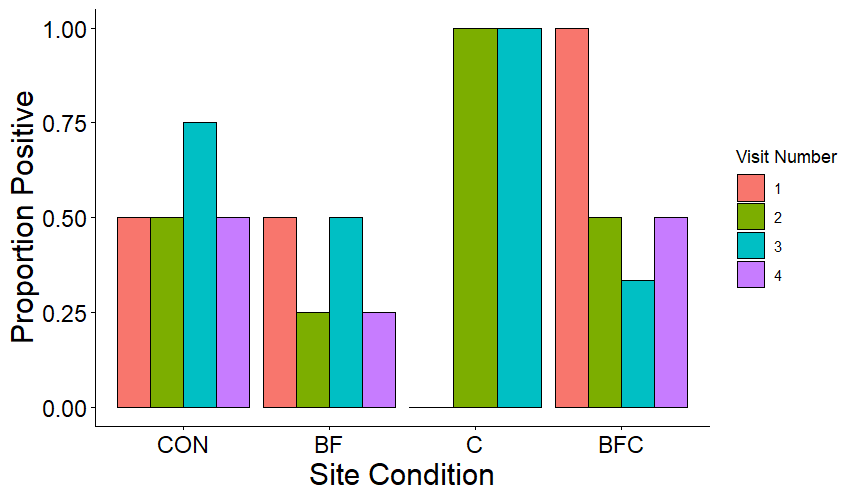 1.00
0.75
0.50
0.25
0.00
Proportion Positive
CON BF C BFC
Site Condition
Visit Number
1
2
3
4